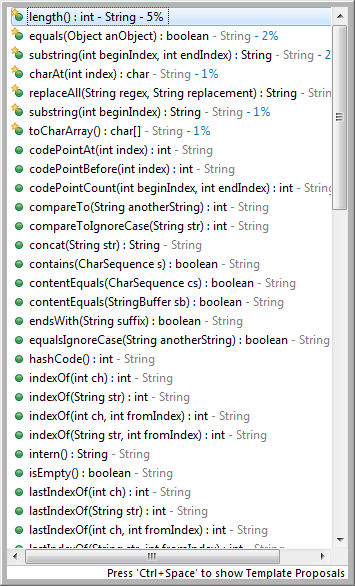 length() : int - String - 5%
equals(Object anObject) : boolean - String - 2%
substring(int beginIndex, int endIndex) : String - String - 2
charAt(int index) : char - String - 1%
replaceAll(String regex, String replacement) : String - String
substring(int beginIndex) : String - String - 1%
toCharArray() : char[] - String - 1%
codePointAt(int index) : int - String
codePointBefore(int index) : int - String
codePointCount(int beginIndex, int endIndex) : int - String
compareTo(String anotherString) : int - String
compareToIgnoreCase(String str) : int - String
concat(String str) : String - String
contains(CharSequence s) : boolean - String
contentEquals(CharSequence cs) : boolean - String
contentEquals(StringBuffer sb) : boolean - String
endsWith(String suffix) : boolean - String
equalsIgnoreCase(String anotherString) : boolean - String
hashCode() : int - String
indexOf(int ch) : int - String
indexOf(String str) : int - String
indexOf(int ch, int fromIndex) : int - String
indexOf(String str, int fromIndex) : int - String
intern() : String - String
isEmpty() : boolean - String
lastIndexOf(int ch) : int - String
lastIndexOf(String str) : int - String
lastIndexOf(int ch, int fromIndex) : int - String
lastIndexOf(String str, int fromIndex) : int - String
Press 'Ctrl+Space' to show Template Proposals